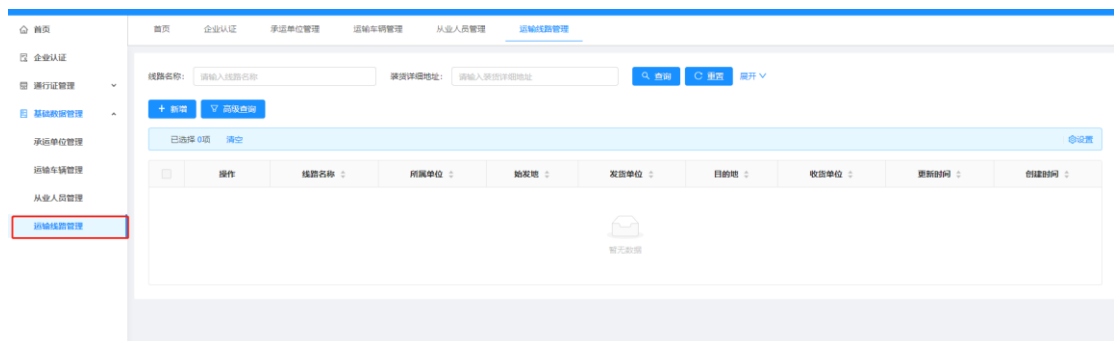 首页
企业认证
通行证管理
基础数据管理
承运单位管理
运输车辆管理
从业人员管理
运输线路管理
首页 企业认证 承运单位管理 运输车辆管理 从业人员管理 运输线路管理
线路名称: 请输入线路名称 装货详细地址: 请输入装货详细地址 查询 重置 展开
+ 新增 高级查询
已选择 0项 清空 设置
操作 线路名称 所属单位 始发地 发货单位 目的地 收货单位 更新时间 创建时间
暂无数据